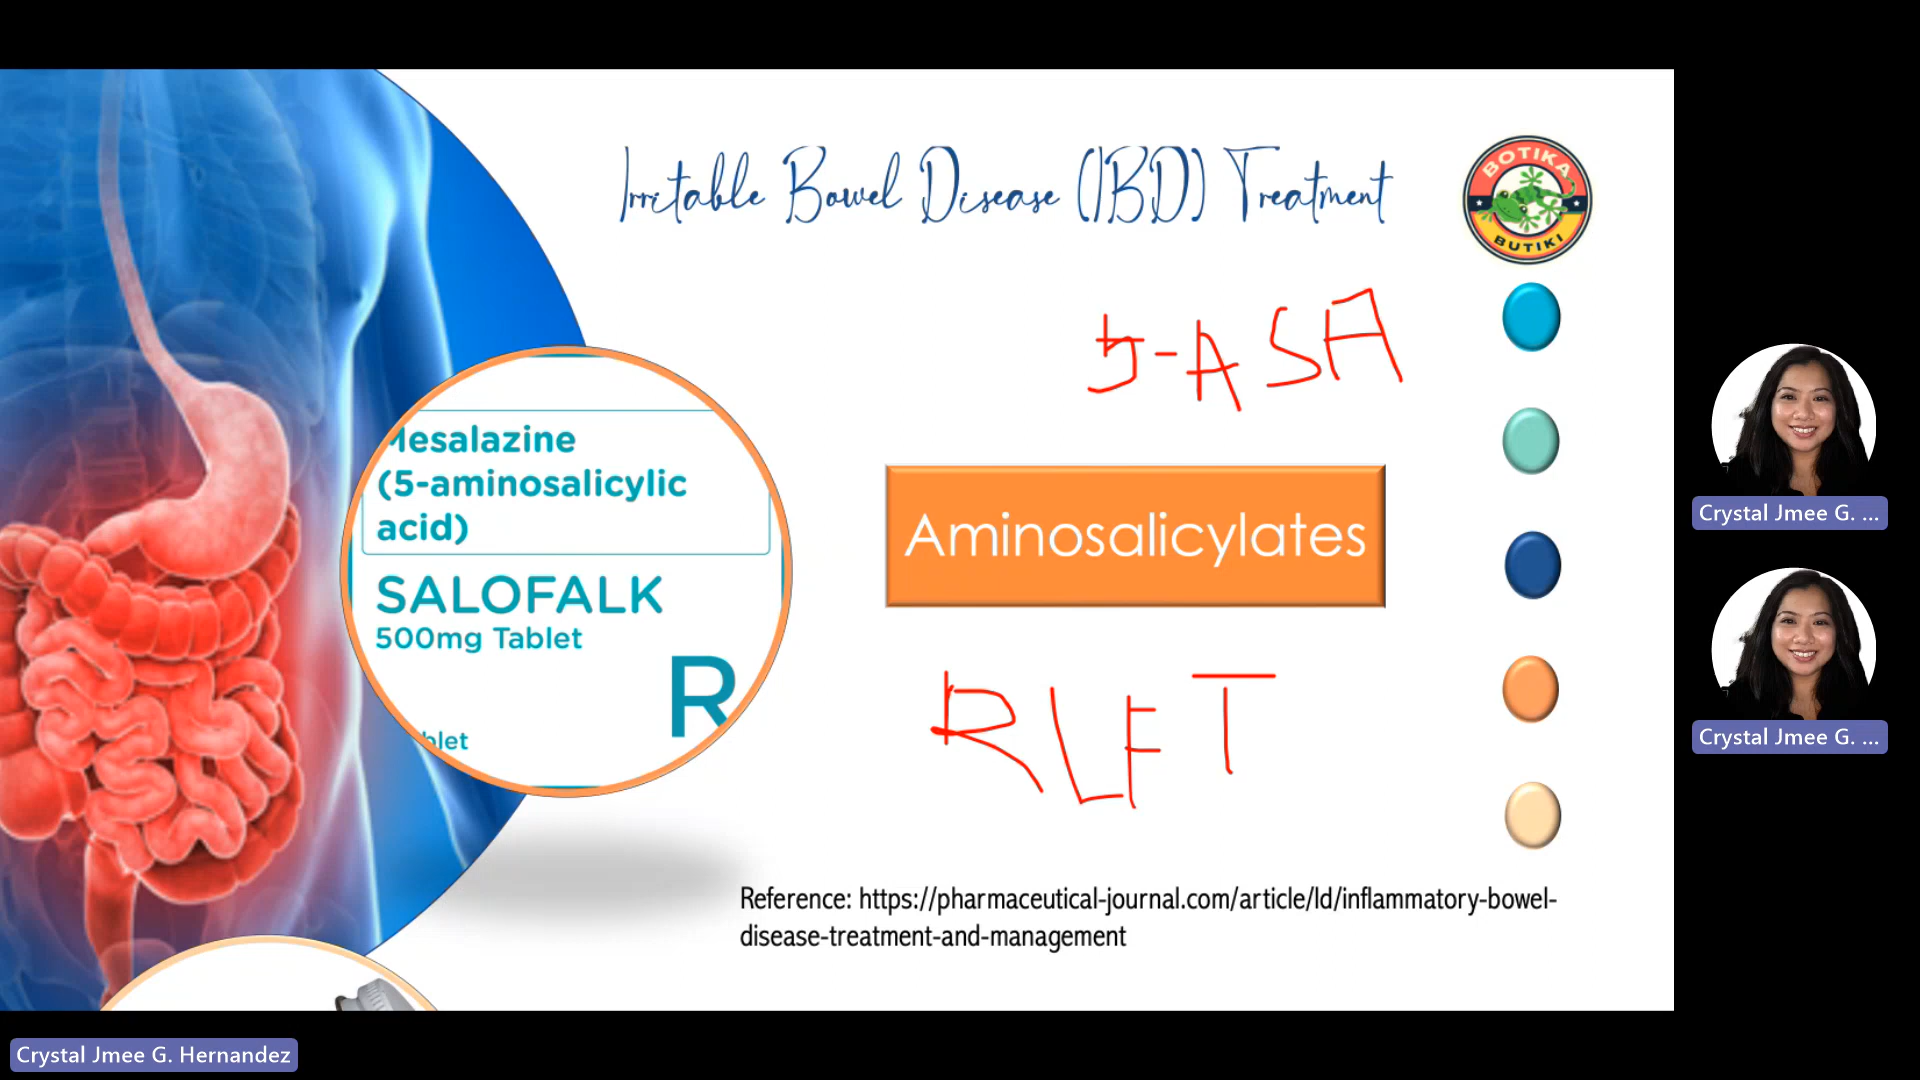 Irritable Bowel Disease (IBD) Treatment
BOTIKA
BUTIKI
5-ASA
Mesalazine
(5-aminosalicylic
acid)
SALOFALK
500mg Tablet
R
blet
Aminosalicylates
RLFT
Reference: https://pharmaceutical-journal.com/article/ld/inflammatory-bowel-
disease-treatment-and-management
Crystal Jmee G. ...
Crystal Jmee G. ...
Crystal Jmee G. Hernandez